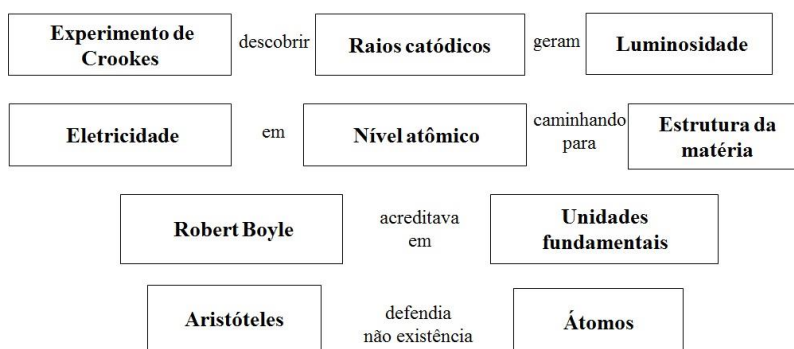 Experimento de
Crookes
descobrir
Raios catódicos
geram
Luminosidade
Eletricidade
em
Nível atômico
caminhando
para
Estrutura da
matéria
Robert Boyle
acreditava
em
Unidades
fundamentais
Aristóteles
defendia
não existência
Átomos